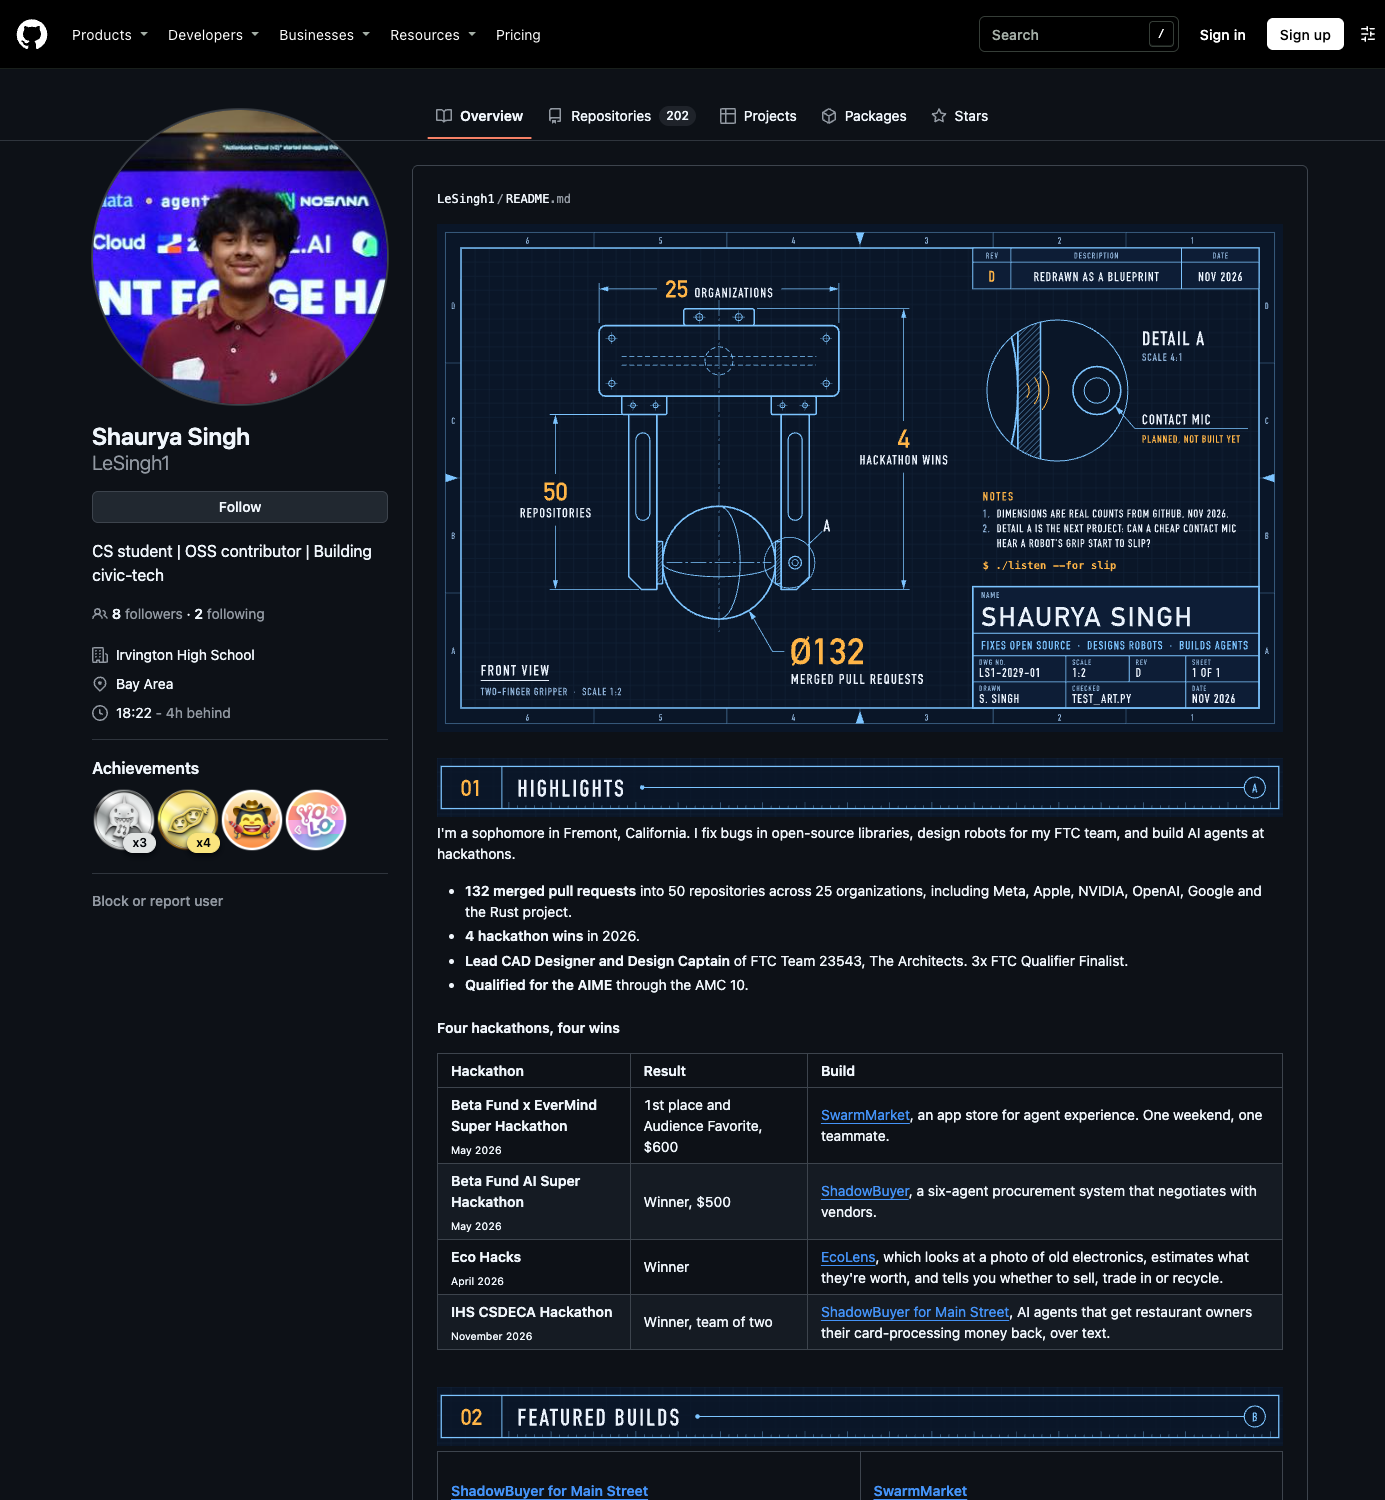 Products
Developers
Businesses
Resources
Pricing
Search
/
Sign in
Sign up
Overview
Repositories 202
Projects
Packages
Stars
NOSANA
Cloud
Shaurya Singh
LeSingh1
Follow
CS student | OSS contributor | Building
civic-tech
8 followers · 2 following
Irvington High School
Bay Area
18:22 - 4h behind
Achievements
x3
x4
YOLO
Block or report user
LeSingh1/README.md
6 5 4 3 2 1
D
C
B
A
REV DESCRIPTION DATE
D REDRAWN AS A BLUEPRINT NOV 2026
25 ORGANIZATIONS
4
HACKATHON WINS
50
REPOSITORIES
A
Ø132
MERGED PULL REQUESTS
FRONT VIEW
TWO-FINGER GRIPPER · SCALE 1:2
DETAIL A
SCALE 4:1
CONTACT MIC
PLANNED, NOT BUILT YET
NOTES
1. DIMENSIONS ARE REAL COUNTS FROM GITHUB, NOV 2026.
2. DETAIL A IS THE NEXT PROJECT: CAN A CHEAP CONTACT MIC
HEAR A ROBOT'S GRIP START TO SLIP?
$ ./listen --for slip
NAME
SHAURYA SINGH
FIXES OPEN SOURCE · DESIGNS ROBOTS · BUILDS AGENTS
DWG NO. SCALE REV SHEET
LS1-2029-01 1:2 D 1 OF 1
DRAWN CHECKED DATE
S. SINGH TEST_ART.PY NOV 2026
D
C
B
A
6 5 4 3 2 1
01 HIGHLIGHTS A
I'm a sophomore in Fremont, California. I fix bugs in open-source libraries, design robots for my FTC team, and build AI agents at
hackathons.
• 132 merged pull requests into 50 repositories across 25 organizations, including Meta, Apple, NVIDIA, OpenAI, Google and
the Rust project.
• 4 hackathon wins in 2026.
• Lead CAD Designer and Design Captain of FTC Team 23543, The Architects. 3x FTC Qualifier Finalist.
• Qualified for the AIME through the AMC 10.
Four hackathons, four wins
Hackathon Result Build
Beta Fund x EverMind
Super Hackathon
May 2026
1st place and
Audience Favorite,
$600
SwarmMarket, an app store for agent experience. One weekend, one
teammate.
Beta Fund AI Super
Hackathon
May 2026
Winner, $500
ShadowBuyer, a six-agent procurement system that negotiates with
vendors.
Eco Hacks
April 2026
Winner
EcoLens, which looks at a photo of old electronics, estimates what
they're worth, and tells you whether to sell, trade in or recycle.
IHS CSDECA Hackathon
November 2026
Winner, team of two
ShadowBuyer for Main Street, AI agents that get restaurant owners
their card-processing money back, over text.
02 FEATURED BUILDS B
ShadowBuyer for Main Street
SwarmMarket